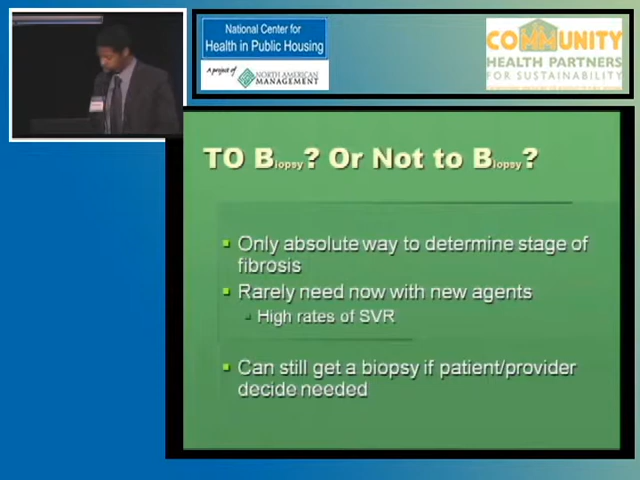 National Center for
Health in Public Housing
A project of
NORTH AMERICAN
MANAGEMENT
COMMUNITY
HEALTH PARTNERS
FOR SUSTAINABILITY
TO Biopsy? Or Not to Biopsy?
Only absolute way to determine stage of
fibrosis
Rarely need now with new agents
High rates of SVR
Can still get a biopsy if patient/provider
decide needed